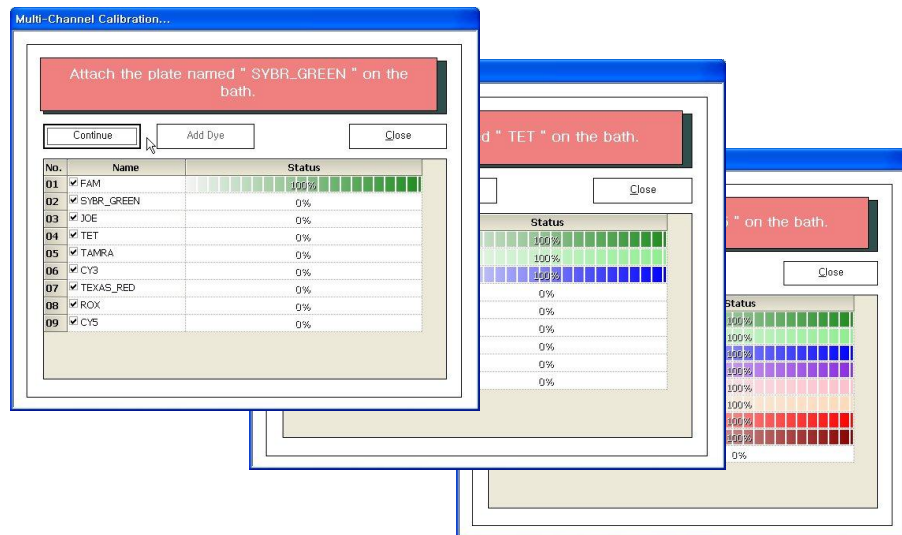 Multi-Channel Calibration...
Attach the plate named " SYBR_GREEN " on the
bath.
Continue
Add Dye
Close
No. Name Status
01 FAM 100%
02 SYBR_GREEN 0%
03 JOE 0%
04 TET 0%
05 TAMRA 0%
06 CY3 0%
07 TEXAS_RED 0%
08 ROX 0%
09 CY5 0%
" TET " on the bath.
Close
Status
100%
100%
100%
0%
0%
0%
0%
0%
0%
" on the bath.
Close
Status
100%
100%
100%
100%
100%
100%
100%
100%
0%